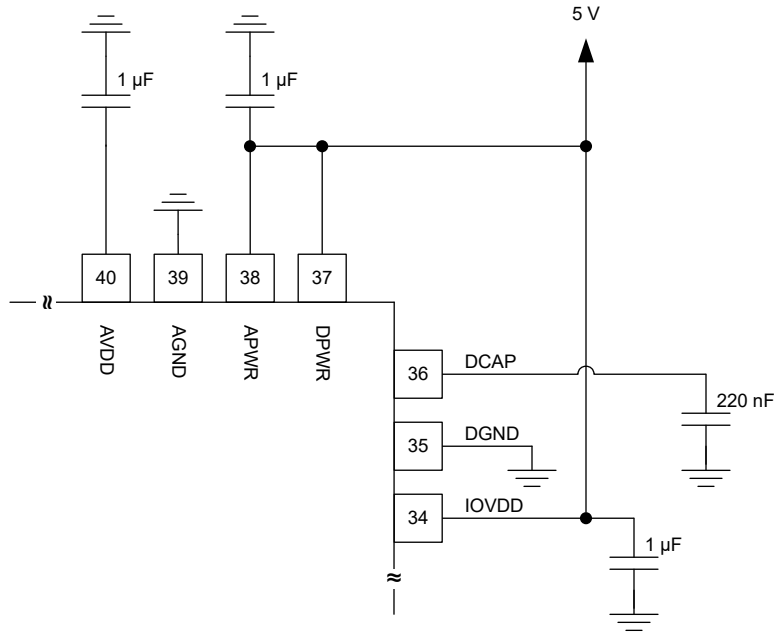 5 V
1 µF
1 µF
40
39
38
37
AVDD
AGND
APWR
DPWR
36
DCAP
220 nF
35
DGND
34
IOVDD
1 µF